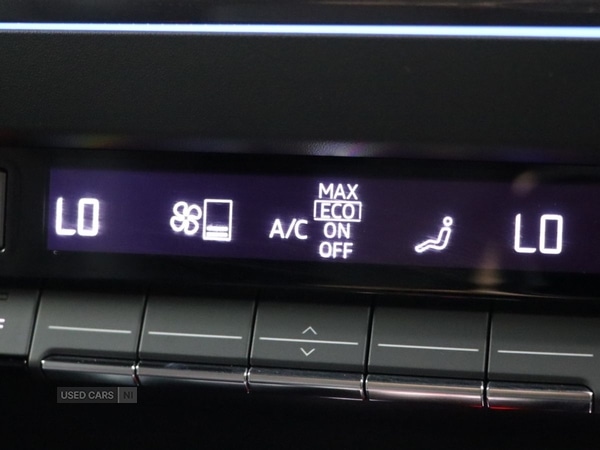 LO
A/C
MAX
ECO
ON
OFF
LO
USED CARS NI